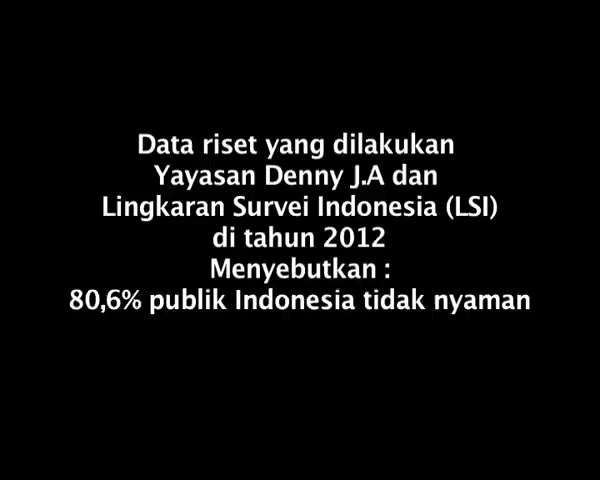 Data riset yang dilakukan
Yayasan Denny J.A dan
Lingkaran Survei Indonesia (LSI)
di tahun 2012
Menyebutkan :
80,6% publik Indonesia tidak nyaman